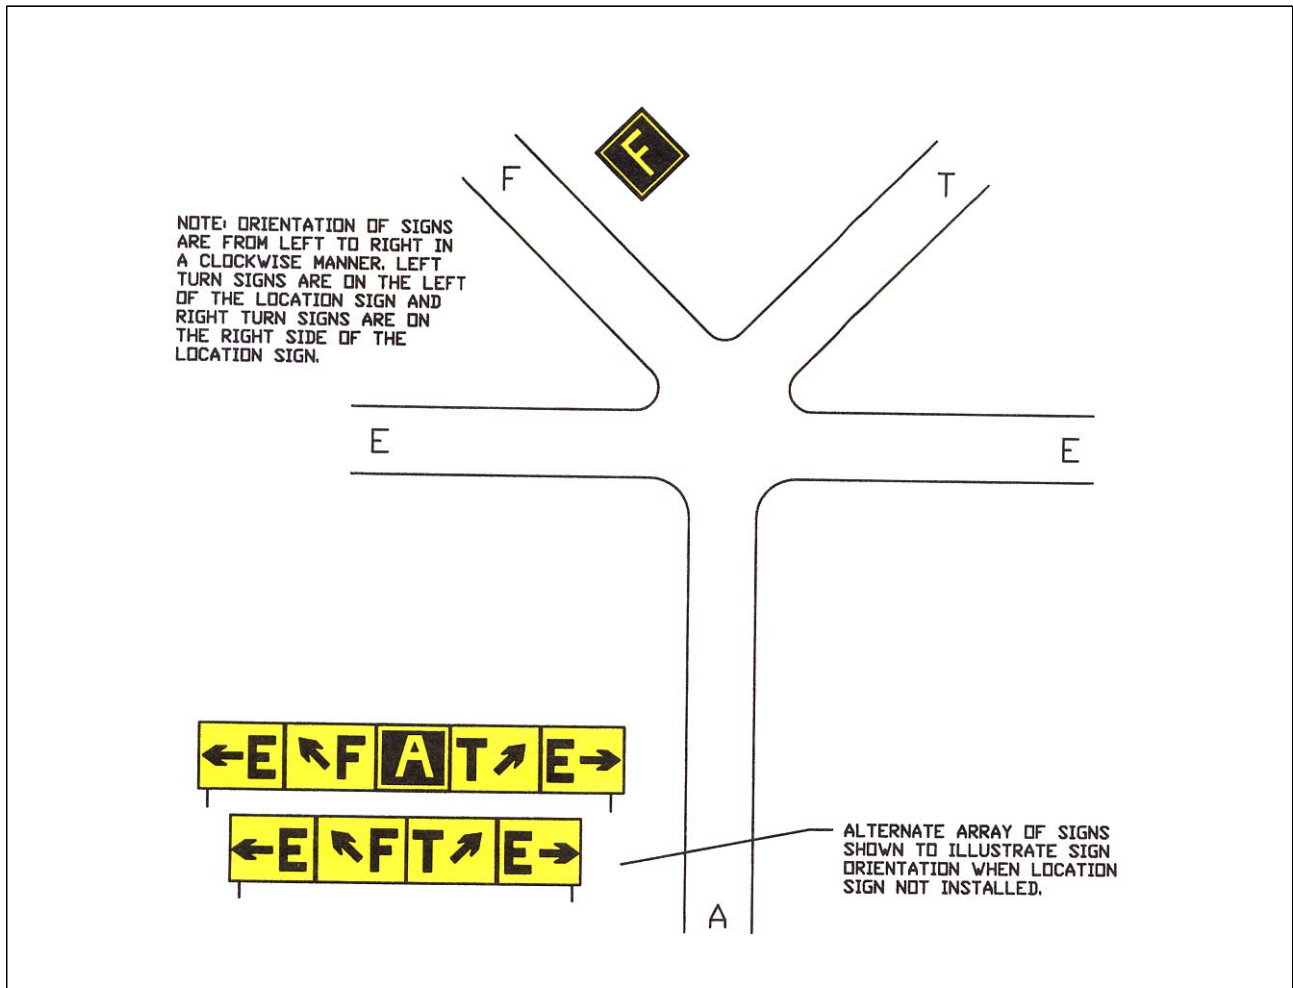 F
F
T
NOTE: ORIENTATION OF SIGNS
ARE FROM LEFT TO RIGHT IN
A CLOCKWISE MANNER. LEFT
TURN SIGNS ARE ON THE LEFT
OF THE LOCATION SIGN AND
RIGHT TURN SIGNS ARE ON
THE RIGHT SIDE OF THE
LOCATION SIGN.
E
E
←E ↖F A T↗ E→
←E ↖F T↗ E→
ALTERNATE ARRAY OF SIGNS
SHOWN TO ILLUSTRATE SIGN
ORIENTATION WHEN LOCATION
SIGN NOT INSTALLED.
A